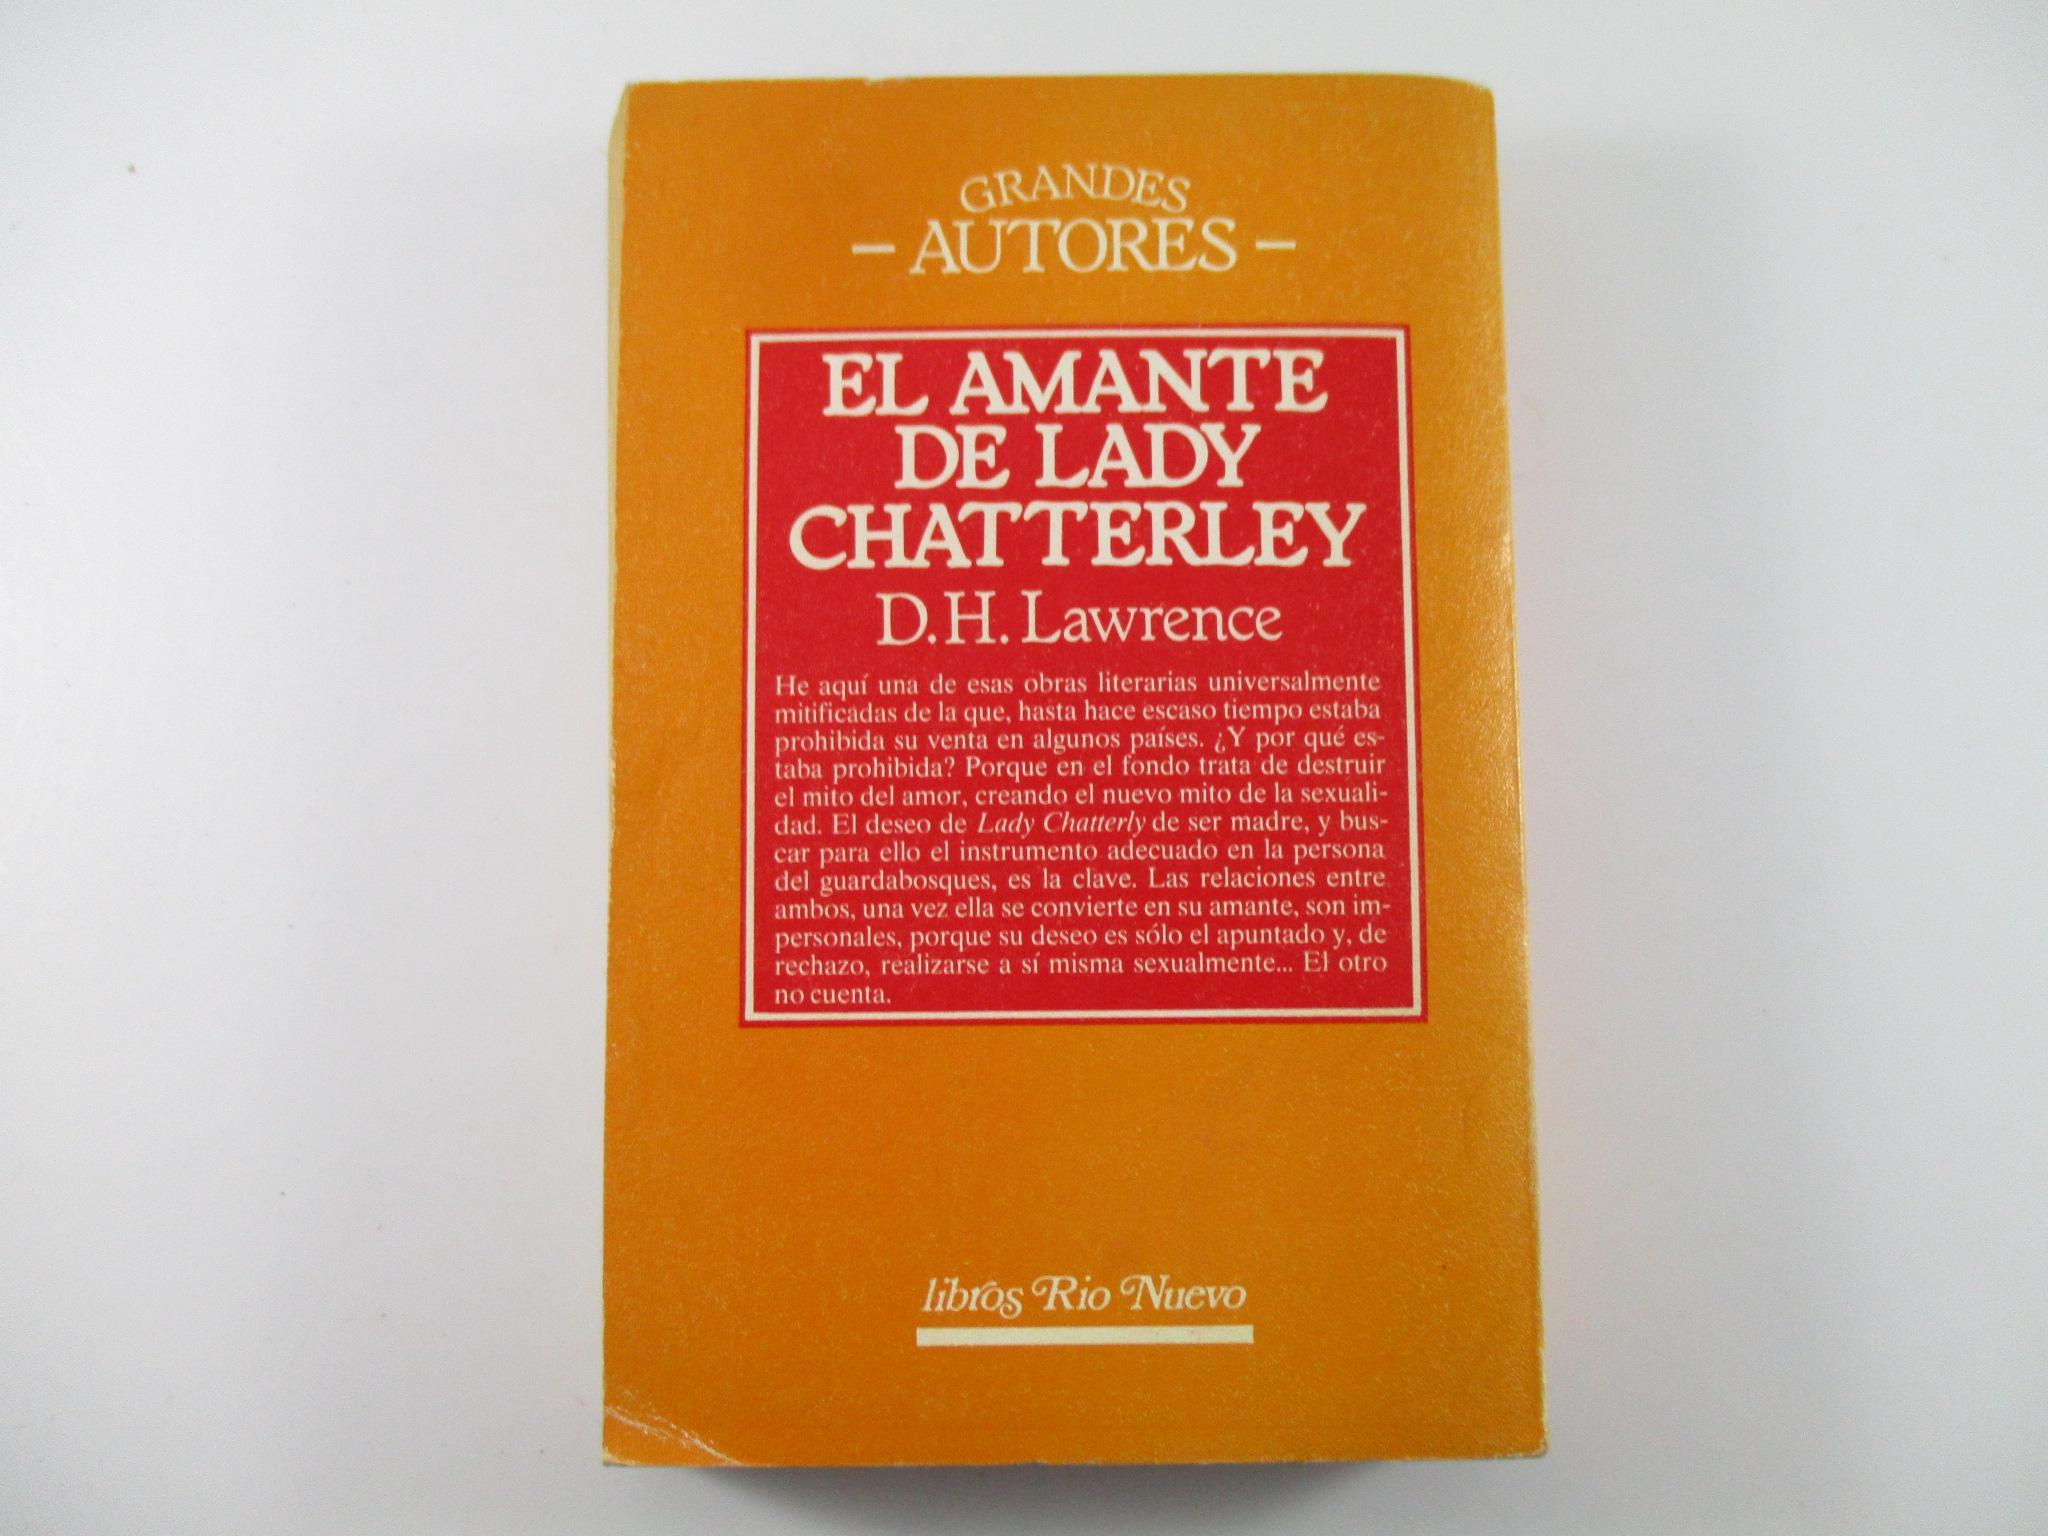 GRANDES
– AUTORES –
EL AMANTE
DE LADY
CHATTERLEY
D.H. Lawrence
He aquí una de esas obras literarias universalmente
mitificadas de la que, hasta hace escaso tiempo estaba
prohibida su venta en algunos países. ¿Y por qué es-
taba prohibida? Porque en el fondo trata de destruir
el mito del amor, creando el nuevo mito de la sexuali-
dad. El deseo de Lady Chatterly de ser madre, y bus-
car para ello el instrumento adecuado en la persona
del guardabosques, es la clave. Las relaciones entre
ambos, una vez ella se convierte en su amante, son im-
personales, porque su deseo es sólo el apuntado y, de
rechazo, realizarse a sí misma sexualmente... El otro
no cuenta.
libros Rio Nuevo